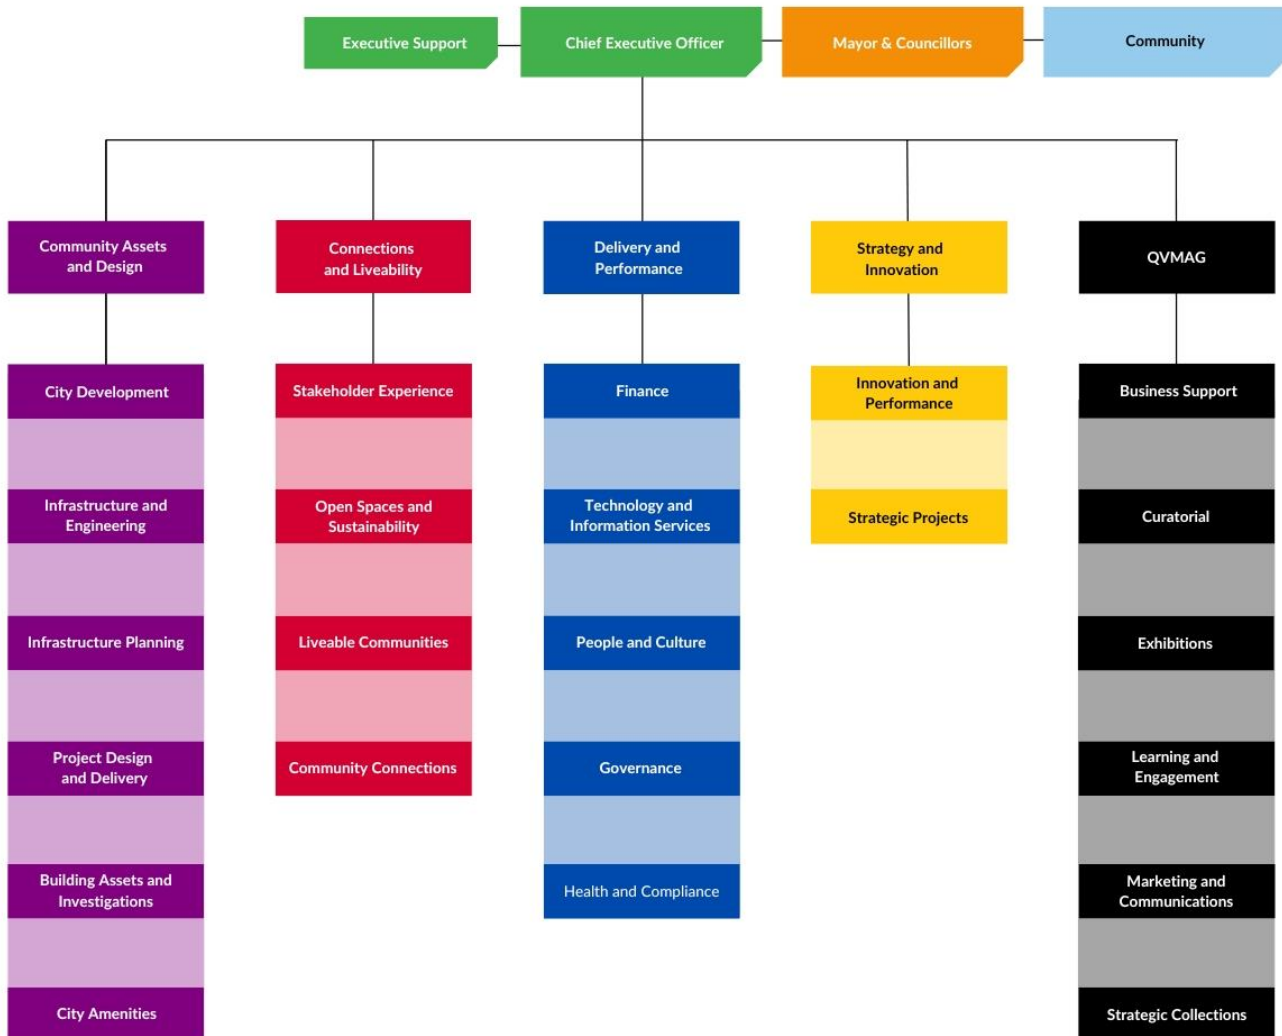 Executive Support
Chief Executive Officer
Mayor & Councillors
Community
Community Assets
and Design
Connections
and Liveability
Delivery and
Performance
Strategy and
Innovation
QVMAG
City Development
Infrastructure and
Engineering
Infrastructure Planning
Project Design
and Delivery
Building Assets and
Investigations
City Amenities
Stakeholder Experience
Open Spaces and
Sustainability
Liveable Communities
Community Connections
Finance
Technology and
Information Services
People and Culture
Governance
Health and Compliance
Innovation and
Performance
Strategic Projects
Business Support
Curatorial
Exhibitions
Learning and
Engagement
Marketing and
Communications
Strategic Collections